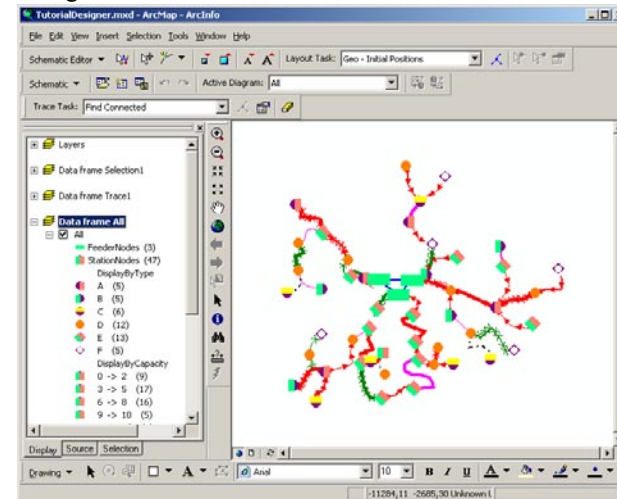 TutorialDesigner.mxd - ArcMap - ArcInfo
File Edit View Insert Selection Tools Window Help
Schematic Editor Layout Task: Geo - Initial Positions
Schematic Active Diagram: All
Trace Task: Find Connected
Layers
Data frame Selection1
Data frame Trace1
Data frame All
All
FeederNodes (3)
StationNodes (47)
DisplayByType
A (5)
B (5)
C (6)
D (12)
E (13)
F (5)
DisplayByCapacity
0 -> 2 (9)
3 -> 5 (17)
6 -> 8 (16)
9 -> 10 (5)
Display Source Selection
Drawing A Arial 10 B I U A
-11284,11 -2685,30 Unknown